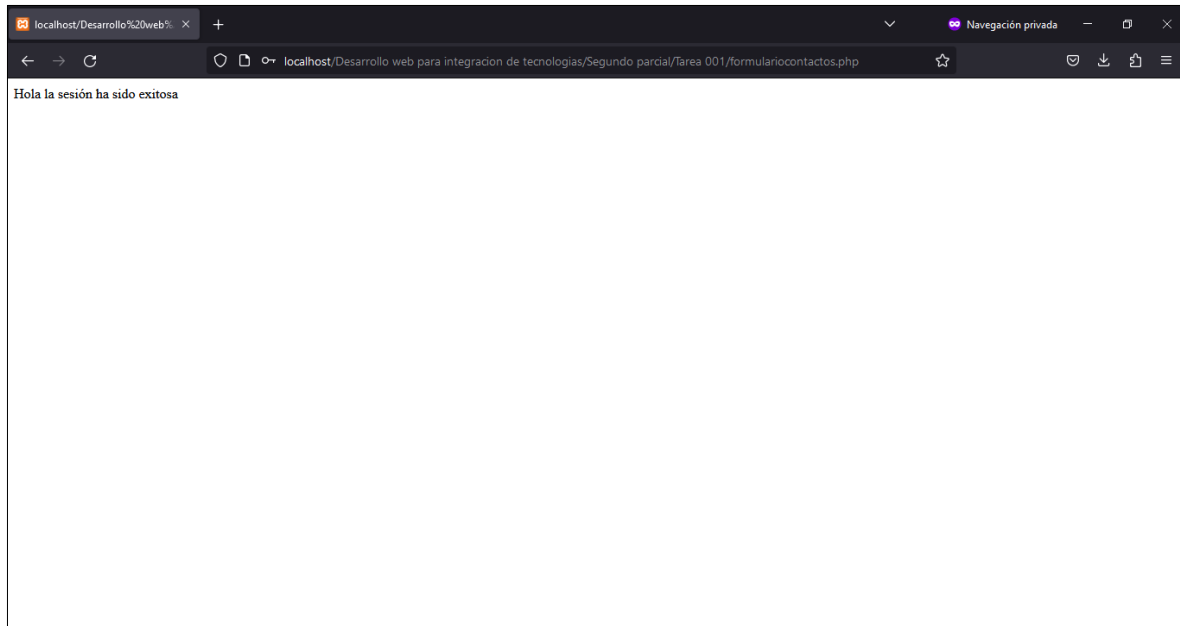 localhost/Desarrollo%20web%
Navegación privada
localhost/Desarrollo web para integracion de tecnologias/Segundo parcial/Tarea 001/formulariocontactos.php
Hola la sesión ha sido exitosa